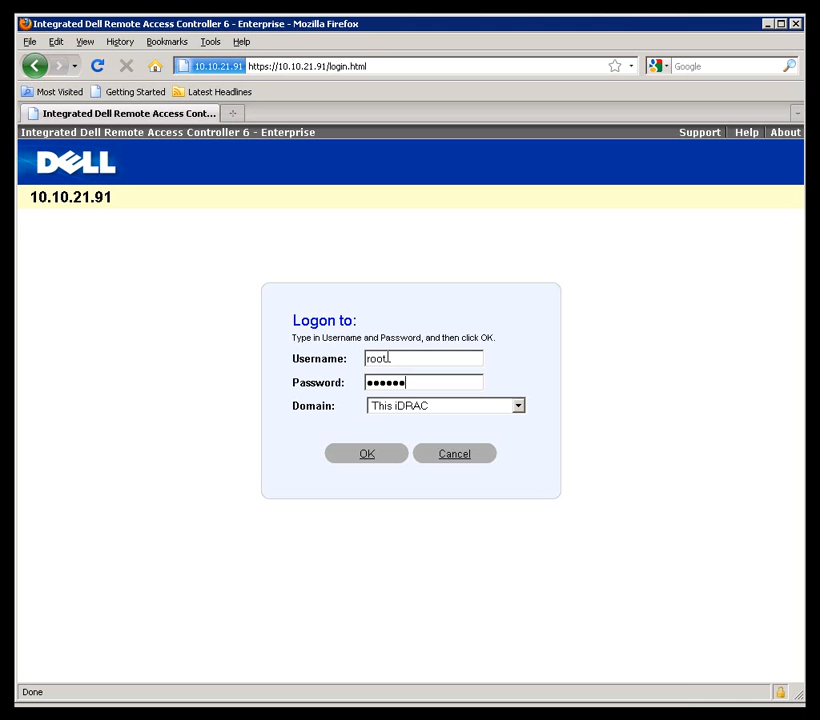 Integrated Dell Remote Access Controller 6 - Enterprise - Mozilla Firefox
File Edit View History Bookmarks Tools Help
10.10.21.91 https://10.10.21.91/login.html Google
Most Visited Getting Started Latest Headlines
Integrated Dell Remote Access Cont...
Integrated Dell Remote Access Controller 6 - Enterprise Support | Help | About
DELL
10.10.21.91
Logon to:
Type in Username and Password, and then click OK.
Username: root
Password: ●●●●●●
Domain: This iDRAC
OK Cancel
Done